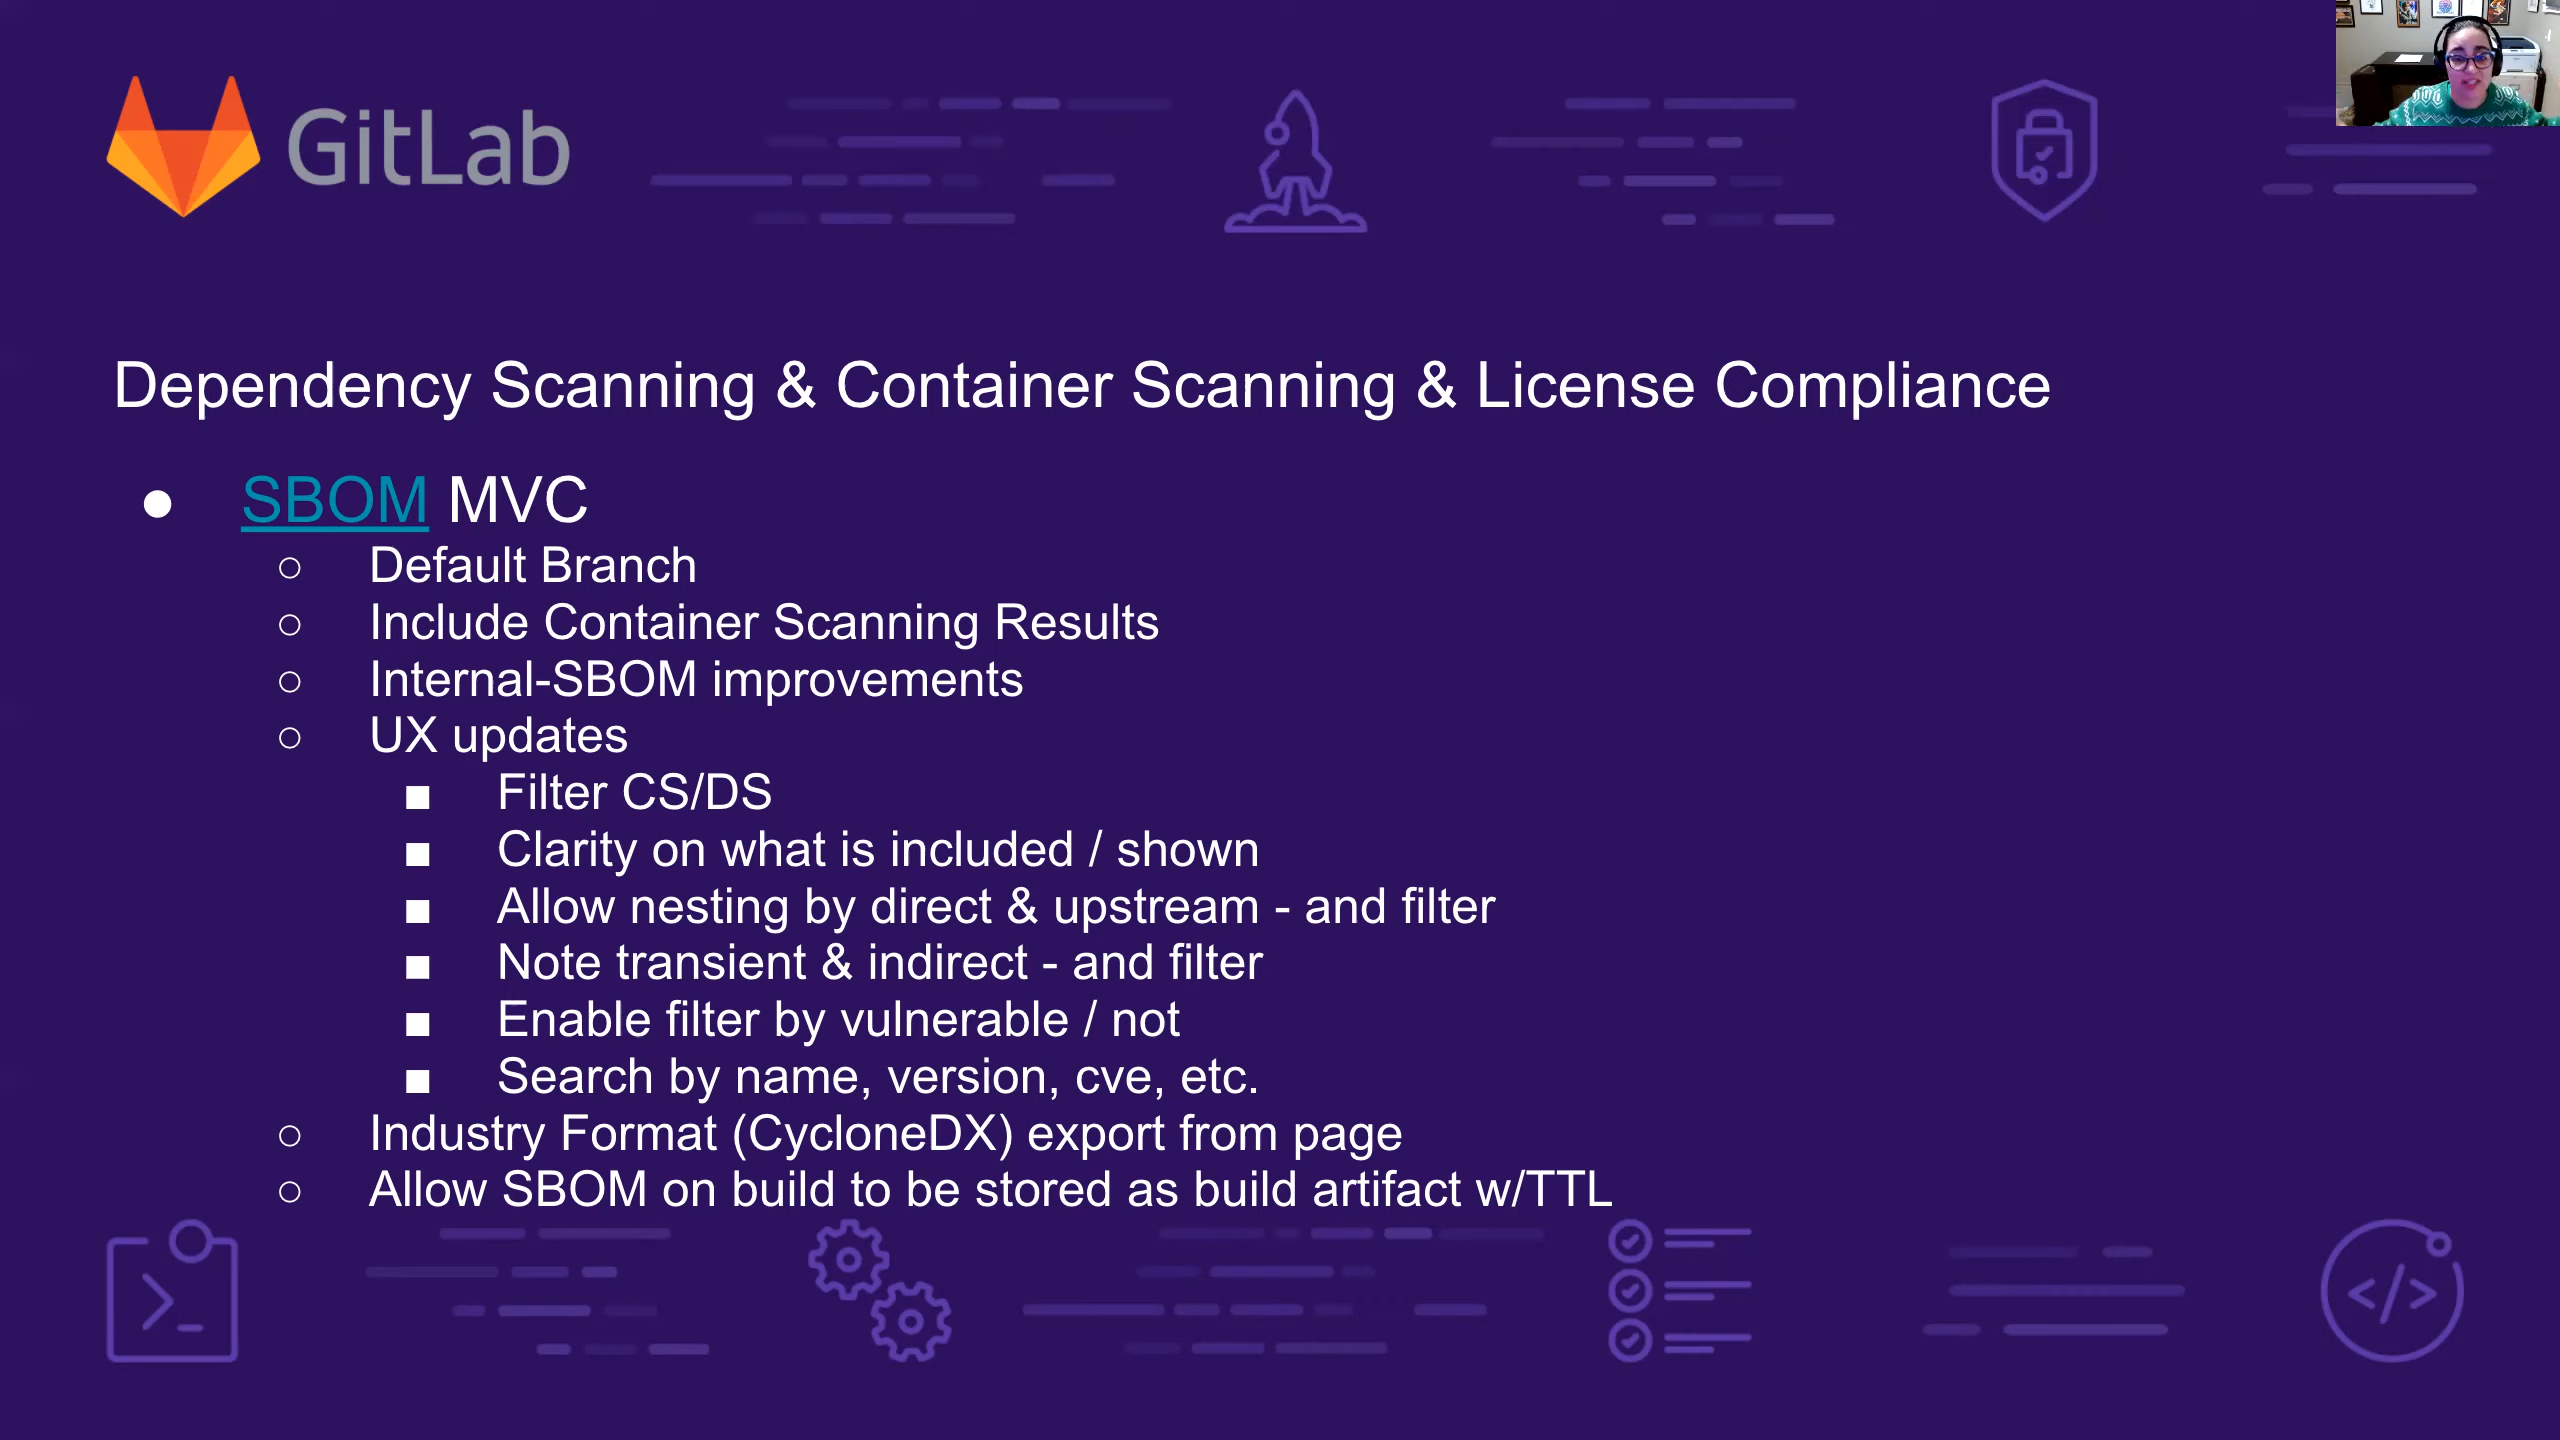 GitLab
Dependency Scanning & Container Scanning & License Compliance
● SBOM MVC
○ Default Branch
○ Include Container Scanning Results
○ Internal-SBOM improvements
○ UX updates
■ Filter CS/DS
■ Clarity on what is included / shown
■ Allow nesting by direct & upstream - and filter
■ Note transient & indirect - and filter
■ Enable filter by vulnerable / not
■ Search by name, version, cve, etc.
○ Industry Format (CycloneDX) export from page
○ Allow SBOM on build to be stored as build artifact w/TTL